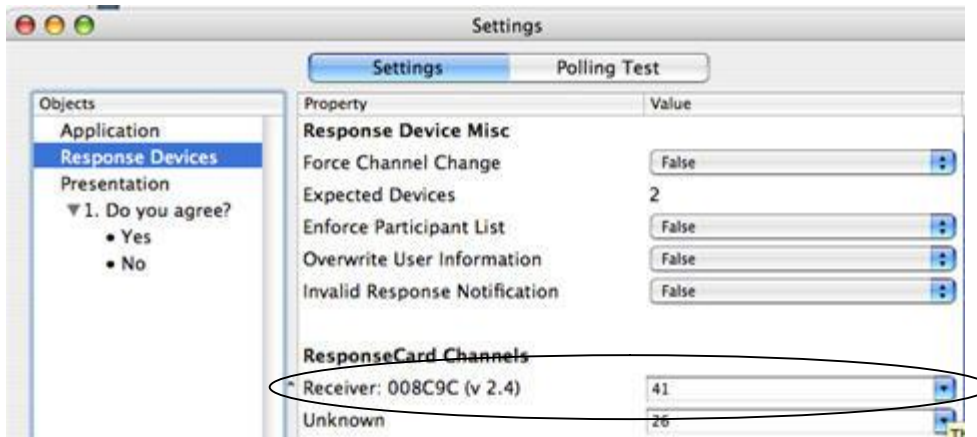 Settings
Settings Polling Test
Objects
Application
Response Devices
Presentation
▼1. Do you agree?
• Yes
• No
Property Value
Response Device Misc
Force Channel Change False
Expected Devices 2
Enforce Participant List False
Overwrite User Information False
Invalid Response Notification False
ResponseCard Channels
Receiver: 008C9C (v 2.4) 41
Unknown 26